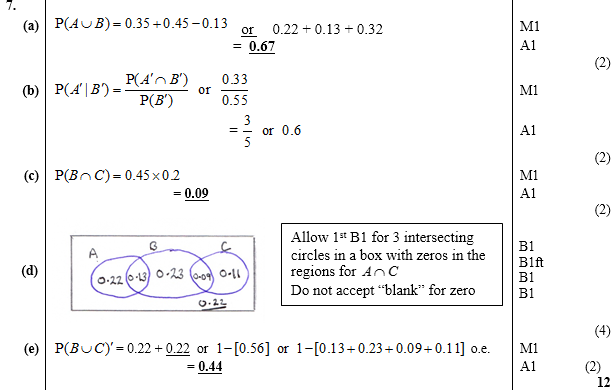 7.
(a) P(A ∪ B) = 0.35 + 0.45 − 0.13 or 0.22 + 0.13 + 0.32 M1
= 0.67 A1
(2)
(b) P(A′ | B′) = P(A′ ∩ B′) / P(B′) or 0.33 / 0.55 M1
= 3/5 or 0.6 A1
(2)
(c) P(B ∩ C) = 0.45 × 0.2 M1
= 0.09 A1
(2)
(d)
A B C
0.22 0.13 0.23 0.09 0.11
0.22
Allow 1st B1 for 3 intersecting
circles in a box with zeros in the
regions for A ∩ C
Do not accept “blank” for zero
B1
B1ft
B1
B1
(4)
(e) P(B ∪ C)′ = 0.22 + 0.22 or 1 − [0.56] or 1 − [0.13 + 0.23 + 0.09 + 0.11] o.e. M1
= 0.44 A1 (2)
12